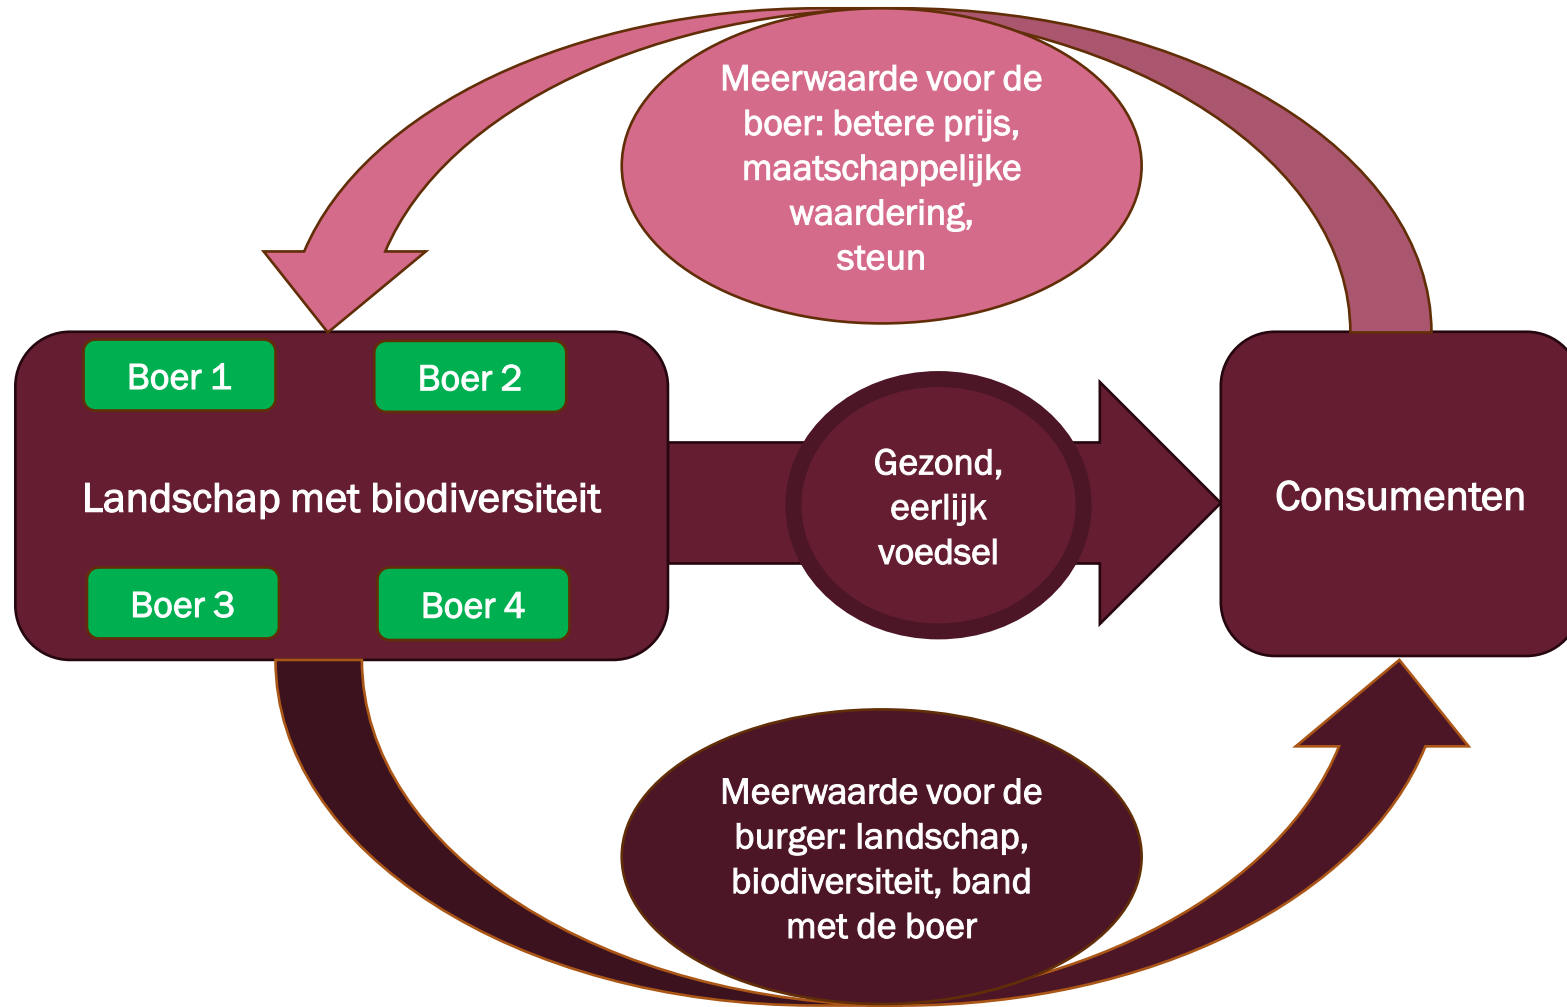 Meerwaarde voor de
boer: betere prijs,
maatschappelijke
waardering,
steun
Boer 1
Boer 2
Landschap met biodiversiteit
Boer 3
Boer 4
Gezond,
eerlijk
voedsel
Consumenten
Meerwaarde voor de
burger: landschap,
biodiversiteit, band
met de boer